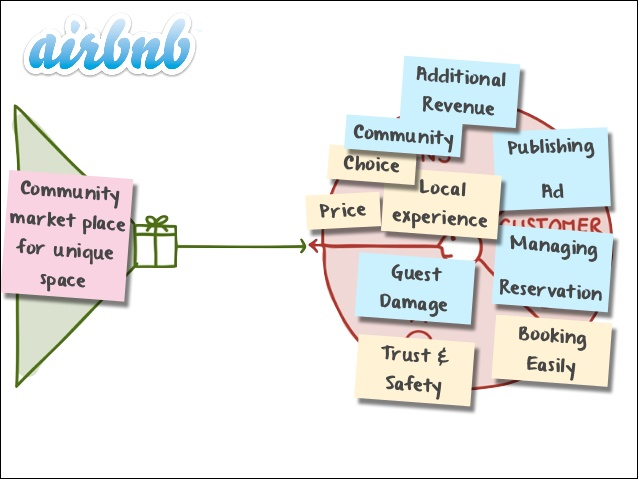 airbnb
Additional
Revenue
Community
Choice
Publishing
Ad
Local
experience
Price
CUSTOMER
Community
market place
for unique
space
Managing
Reservation
Guest
Damage
Booking
Easily
Trust &
Safety